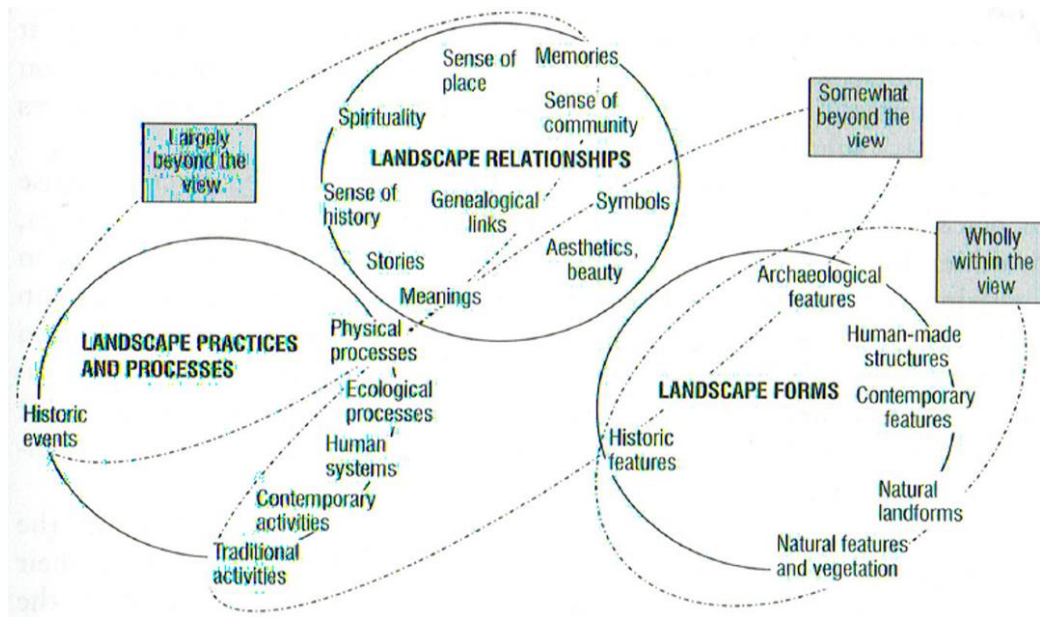 Sense of
place
Memories
Spirituality
Sense of
community
LANDSCAPE RELATIONSHIPS
Sense of
history
Genealogical
links
Symbols
Stories
Aesthetics,
beauty
Meanings
Largely
beyond the
view
Somewhat
beyond the
view
Wholly
within the
view
LANDSCAPE PRACTICES
AND PROCESSES
Physical
processes
Ecological
processes
Historic
events
Human
systems
Contemporary
activities
Traditional
activities
Archaeological
features
Human-made
structures
LANDSCAPE FORMS
Contemporary
features
Historic
features
Natural
landforms
Natural features
and vegetation